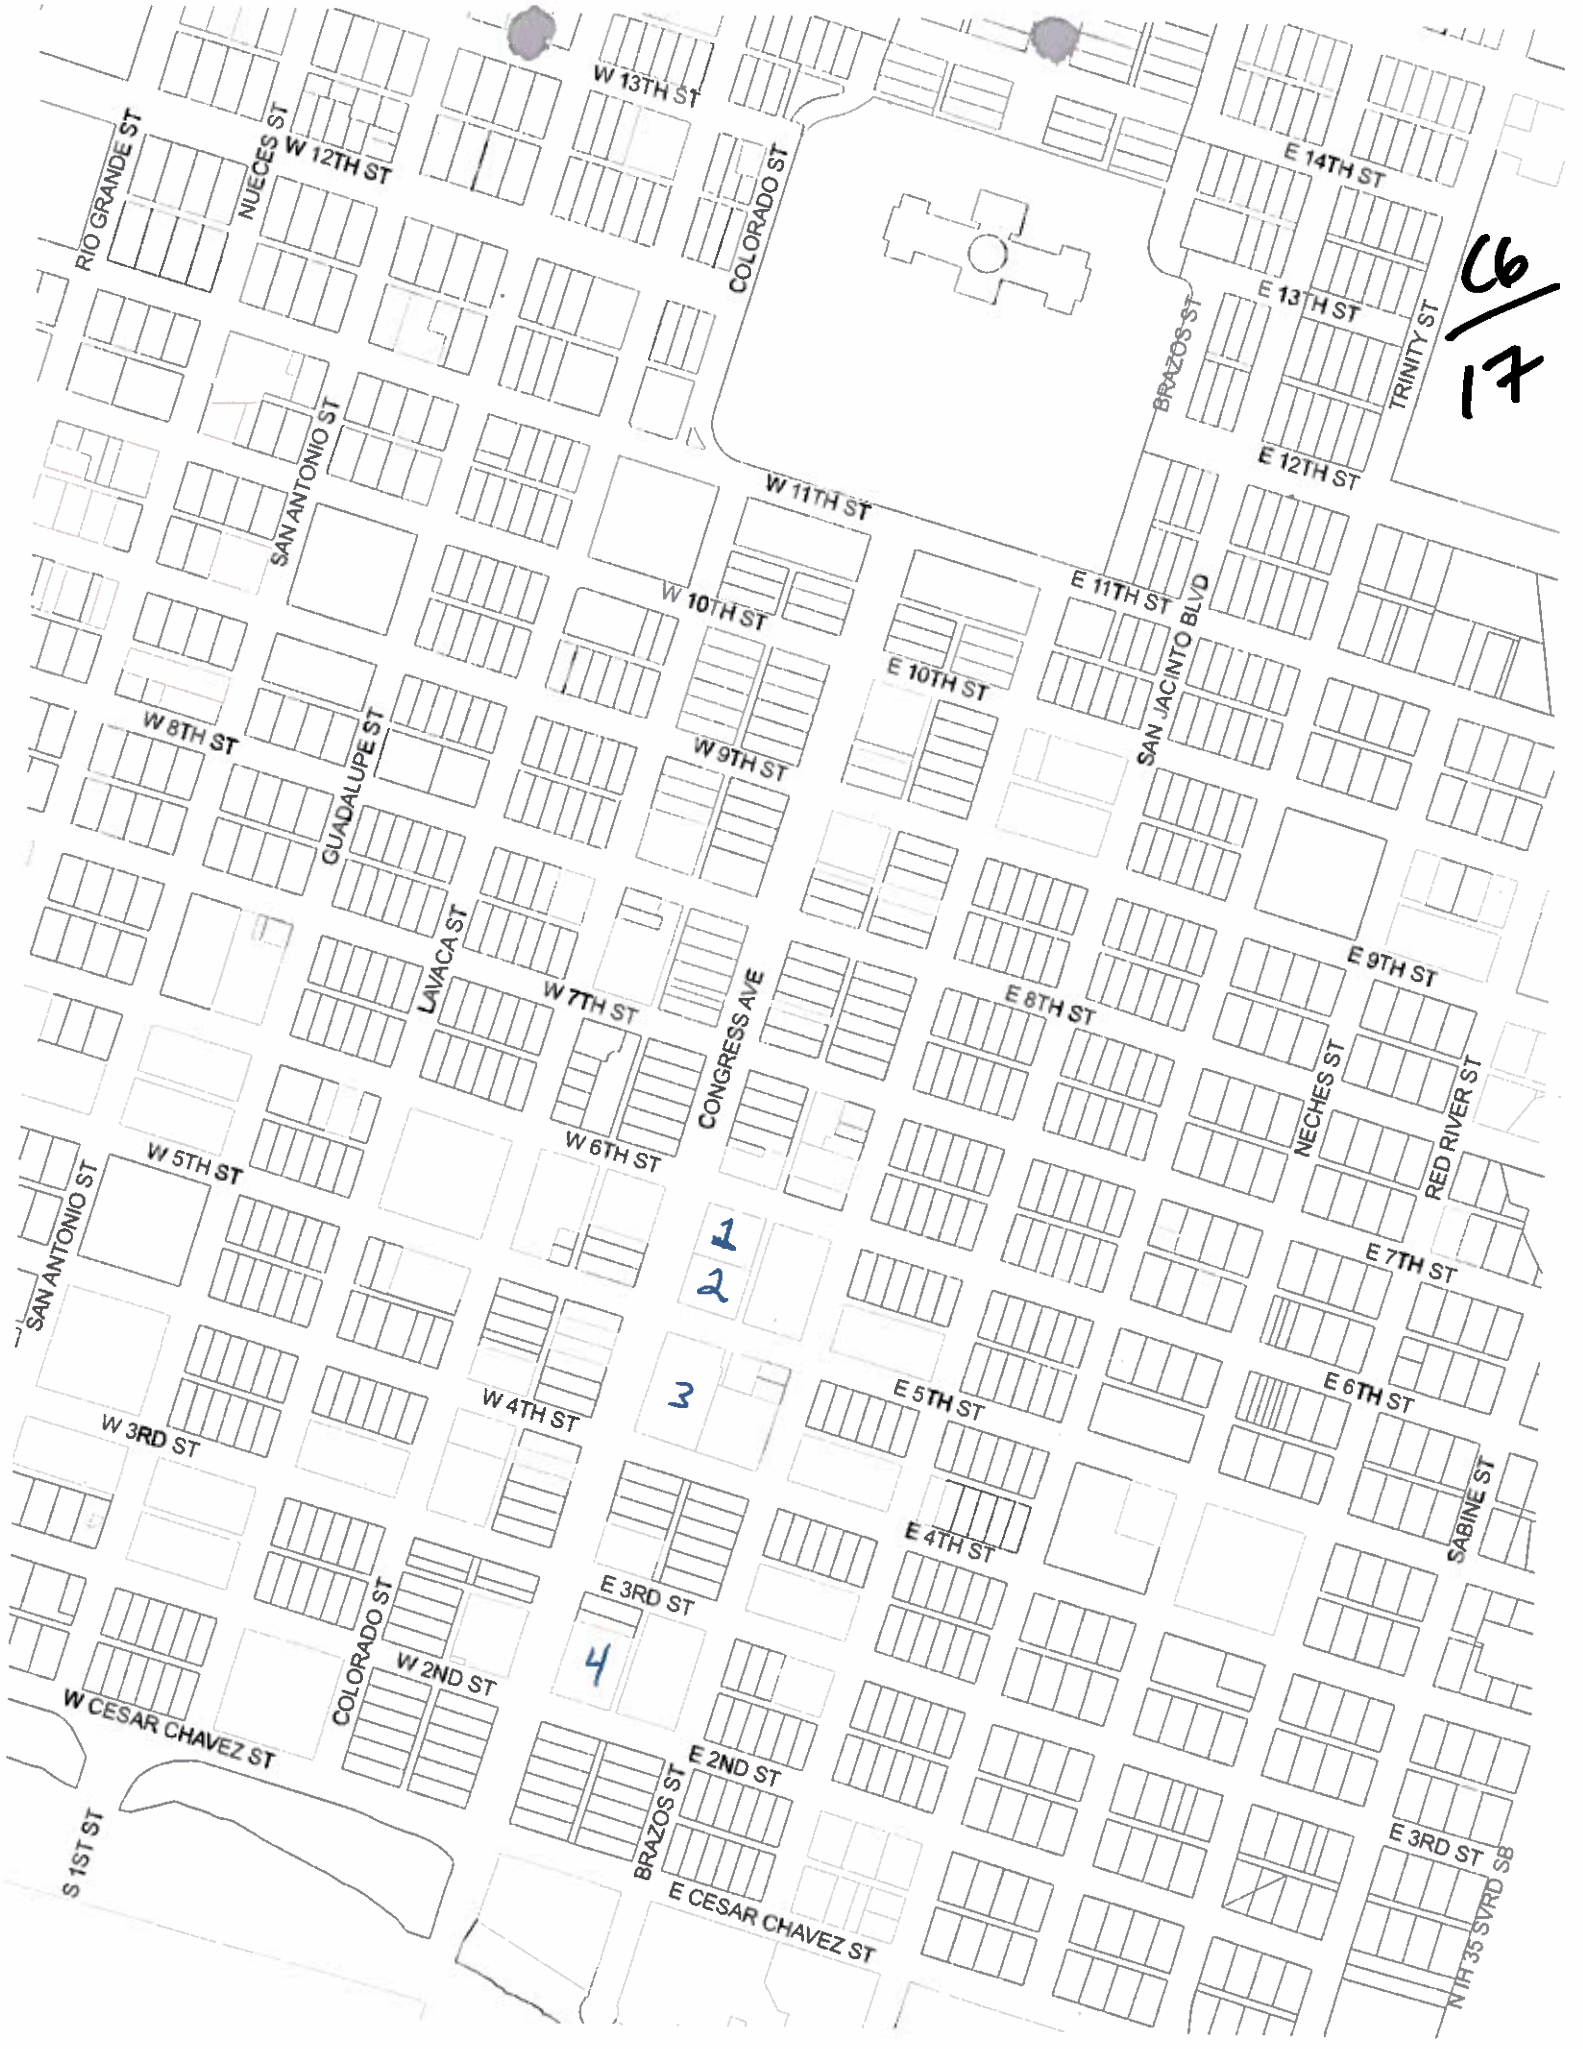 W 13TH ST
RIO GRANDE ST
NUECES ST
W 12TH ST
COLORADO ST
E 14TH ST
C6
/
17
E 13TH ST
BRAZOS ST
TRINITY ST
SAN ANTONIO ST
E 12TH ST
W 11TH ST
E 11TH ST
W 10TH ST
SAN JACINTO BLVD
E 10TH ST
W 8TH ST
GUADALUPE ST
W 9TH ST
LAVACA ST
E 9TH ST
W 7TH ST
CONGRESS AVE
E 8TH ST
NECHES ST
RED RIVER ST
W 6TH ST
W 5TH ST
SAN ANTONIO ST
1
2
E 7TH ST
3
E 5TH ST
E 6TH ST
W 4TH ST
W 3RD ST
SABINE ST
E 4TH ST
E 3RD ST
COLORADO ST
4
W 2ND ST
W CESAR CHAVEZ ST
E 2ND ST
BRAZOS ST
S 1ST ST
E 3RD ST
E CESAR CHAVEZ ST
N IH 35 SVRD SB